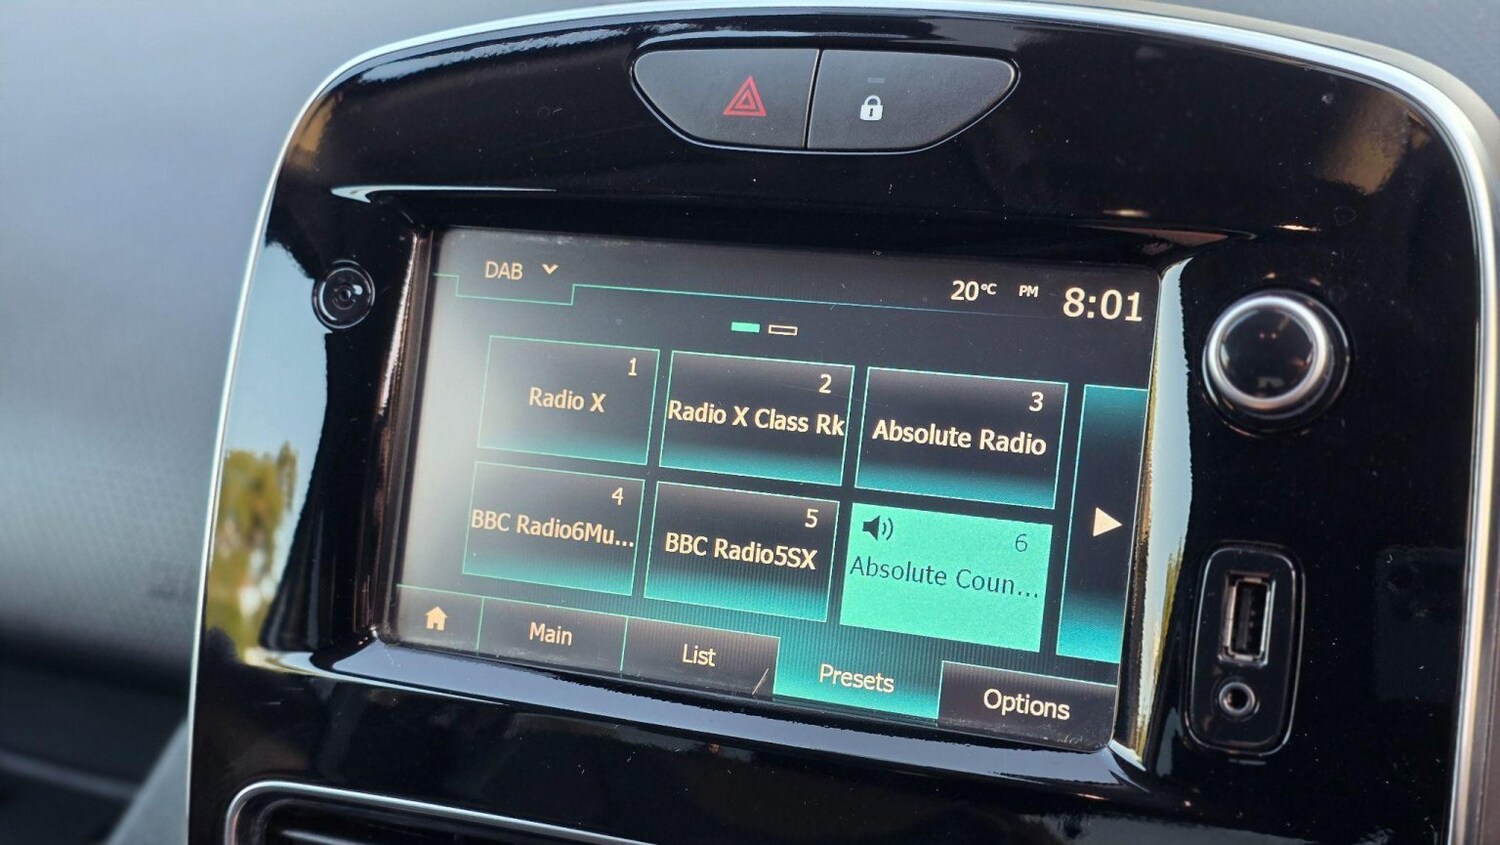 DAB
20°C PM 8:01
1
Radio X
2
Radio X Class Rk
3
Absolute Radio
4
BBC Radio6Mu...
5
BBC Radio5SX
6
Absolute Coun...
Main
List
Presets
Options